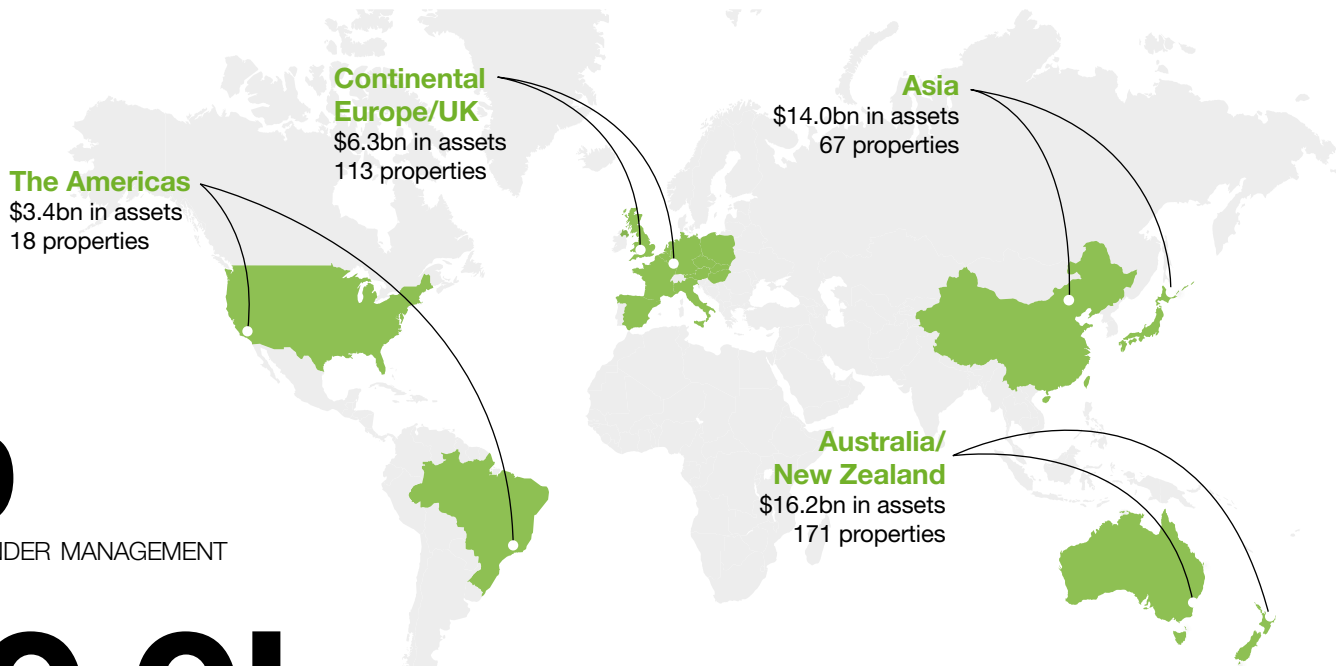 Continental
Europe/UK
$6.3bn in assets
113 properties
Asia
$14.0bn in assets
67 properties
The Americas
$3.4bn in assets
18 properties
Australia/
New Zealand
$16.2bn in assets
171 properties
MANAGEMENT